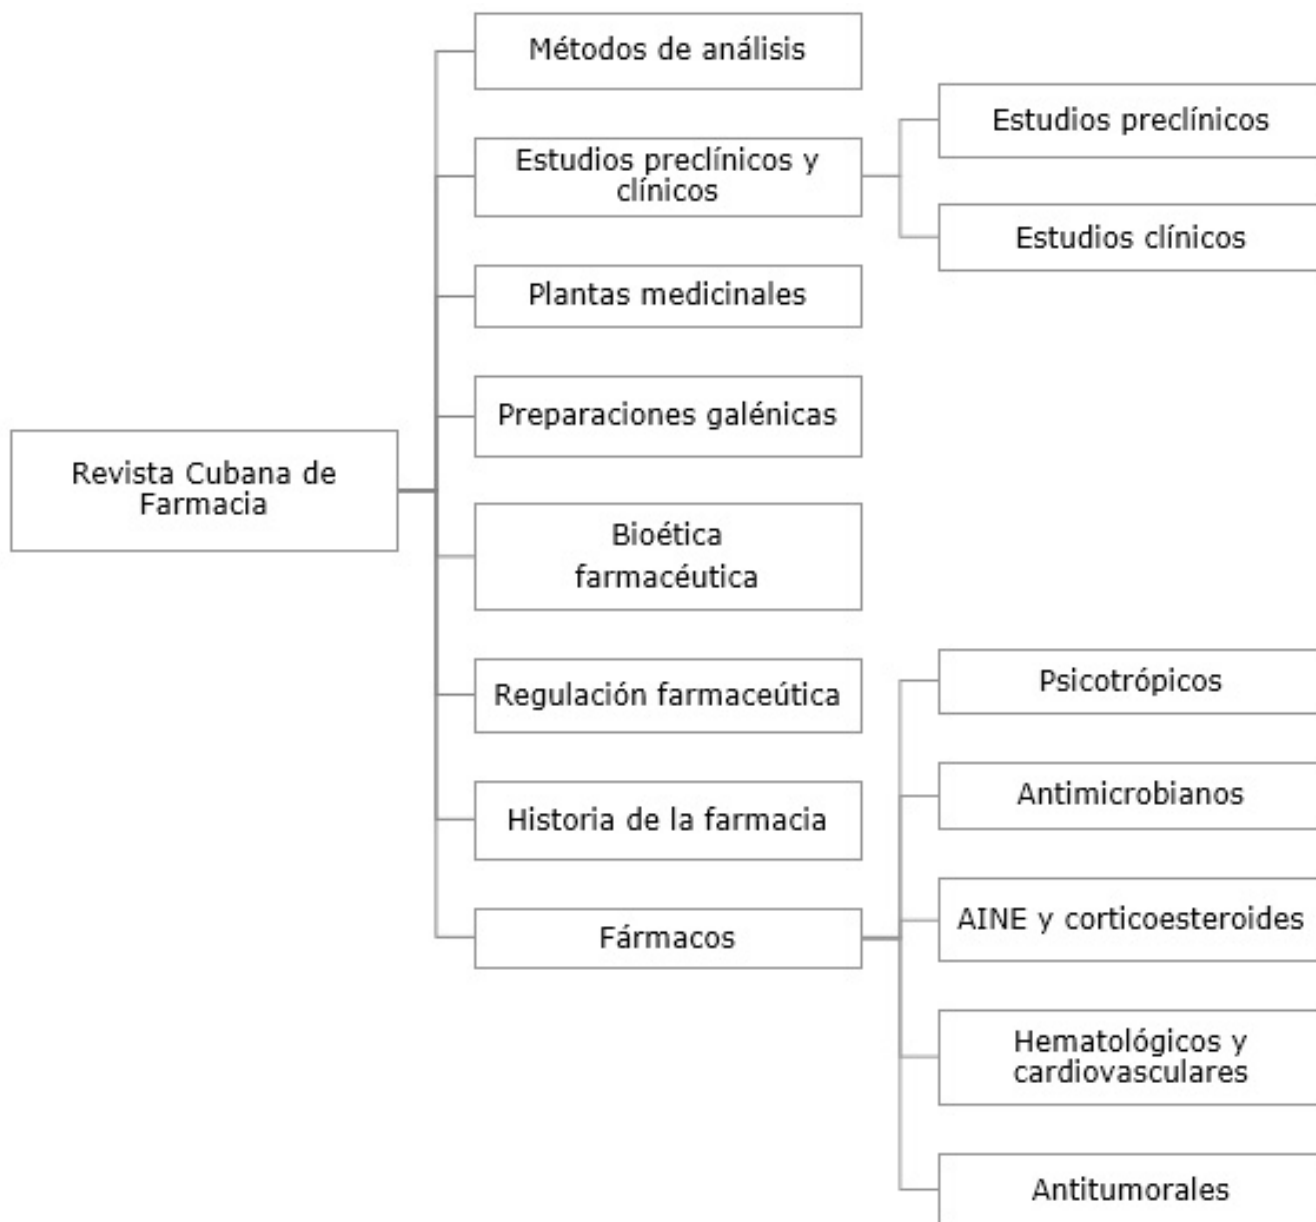 Métodos de análisis
Estudios preclínicos
Estudios preclínicos y
clínicos
Estudios clínicos
Plantas medicinales
Preparaciones galénicas
Revista Cubana de
Farmacia
Bioética
farmacéutica
Regulación farmaceútica
Psicotrópicos
Antimicrobianos
Historia de la farmacia
AINE y corticoesteroides
Fármacos
Hematológicos y
cardiovasculares
Antitumorales